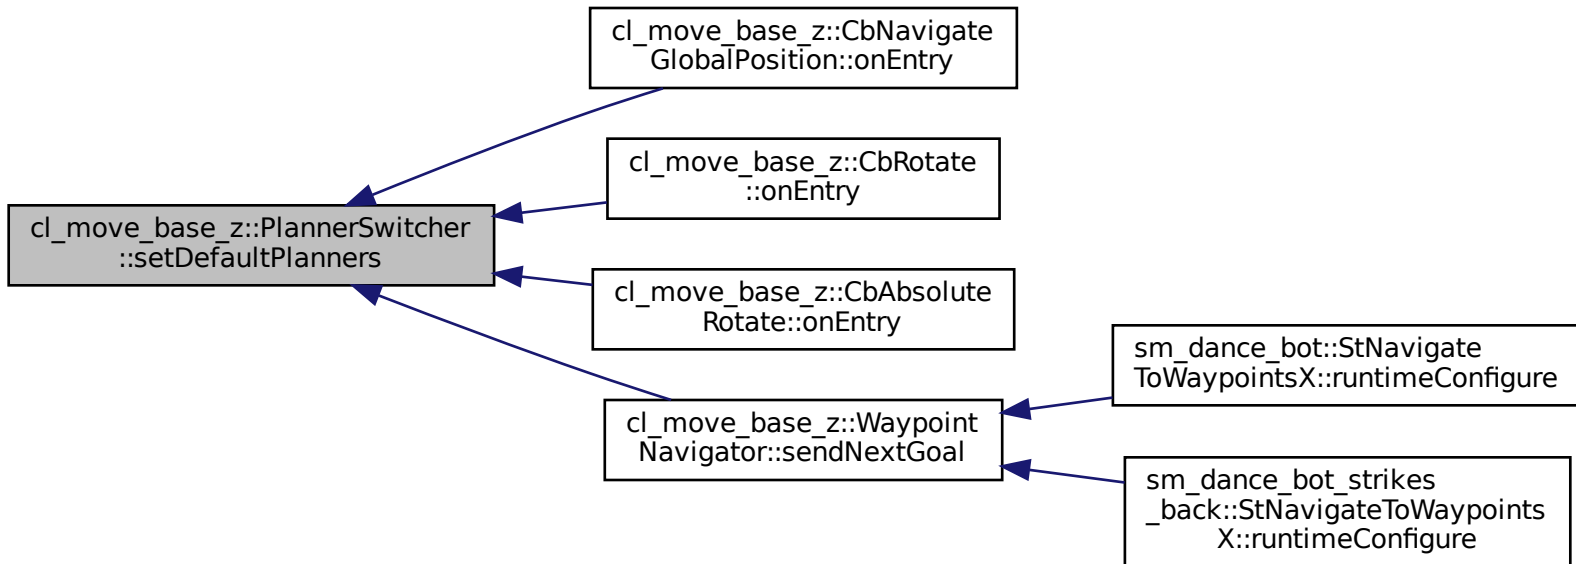 cl_move_base_z::CbNavigate
GlobalPosition::onEntry
cl_move_base_z::CbRotate
::onEntry
cl_move_base_z::PlannerSwitcher
::setDefaultPlanners
cl_move_base_z::CbAbsolute
Rotate::onEntry
sm_dance_bot::StNavigate
ToWaypointsX::runtimeConfigure
cl_move_base_z::Waypoint
Navigator::sendNextGoal
sm_dance_bot_strikes
_back::StNavigateToWaypoints
X::runtimeConfigure